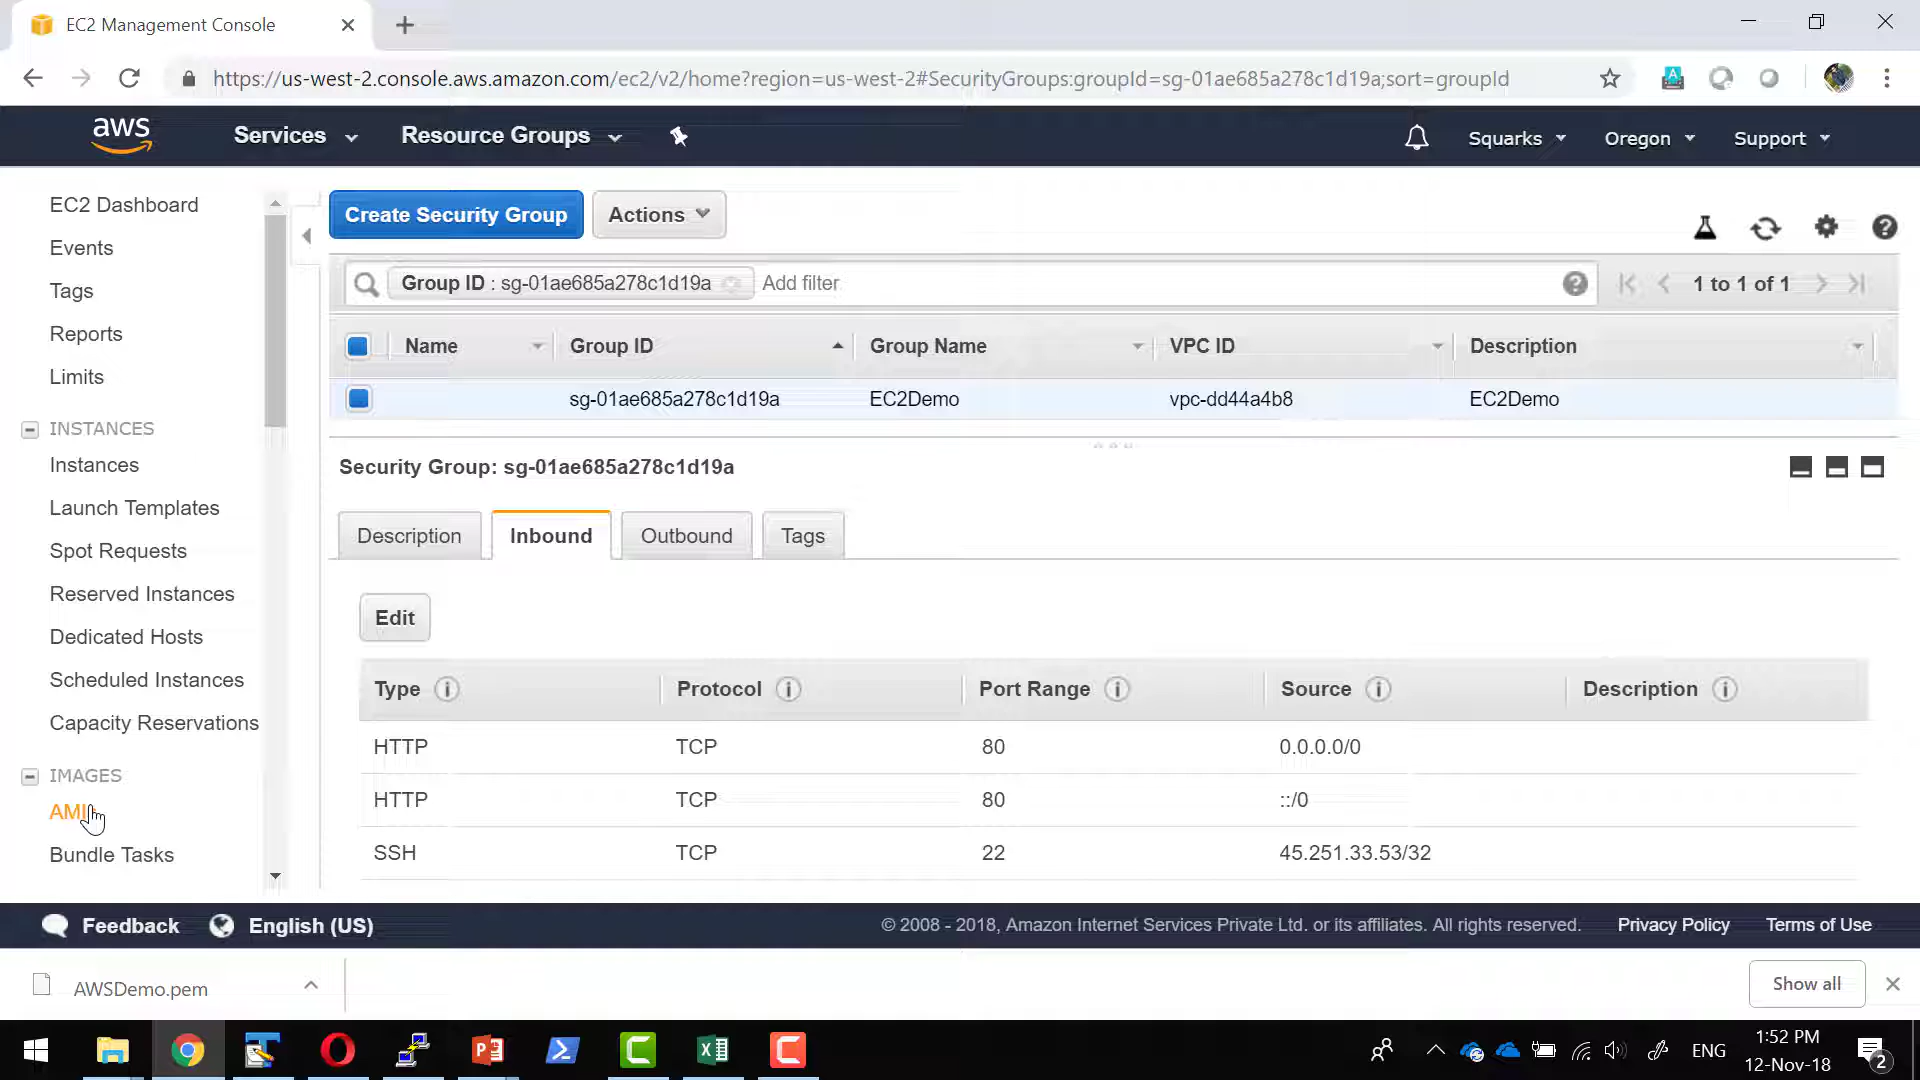 EC2 Management Console
https://us-west-2.console.aws.amazon.com/ec2/v2/home?region=us-west-2#SecurityGroups:groupId=sg-01ae685a278c1d19a;sort=groupId
aws Services Resource Groups Squarks Oregon Support
EC2 Dashboard
Events
Tags
Reports
Limits
INSTANCES
Instances
Launch Templates
Spot Requests
Reserved Instances
Dedicated Hosts
Scheduled Instances
Capacity Reservations
IMAGES
AMI
Bundle Tasks
Create Security Group Actions
Group ID : sg-01ae685a278c1d19a Add filter 1 to 1 of 1
Name Group ID Group Name VPC ID Description
sg-01ae685a278c1d19a EC2Demo vpc-dd44a4b8 EC2Demo
Security Group: sg-01ae685a278c1d19a
Description Inbound Outbound Tags
Edit
Type Protocol Port Range Source Description
HTTP TCP 80 0.0.0.0/0
HTTP TCP 80 ::/0
SSH TCP 22 45.251.33.53/32
Feedback English (US) © 2008 - 2018, Amazon Internet Services Private Ltd. or its affiliates. All rights reserved. Privacy Policy Terms of Use
AWSDemo.pem Show all
ENG 1:52 PM
12-Nov-18 2